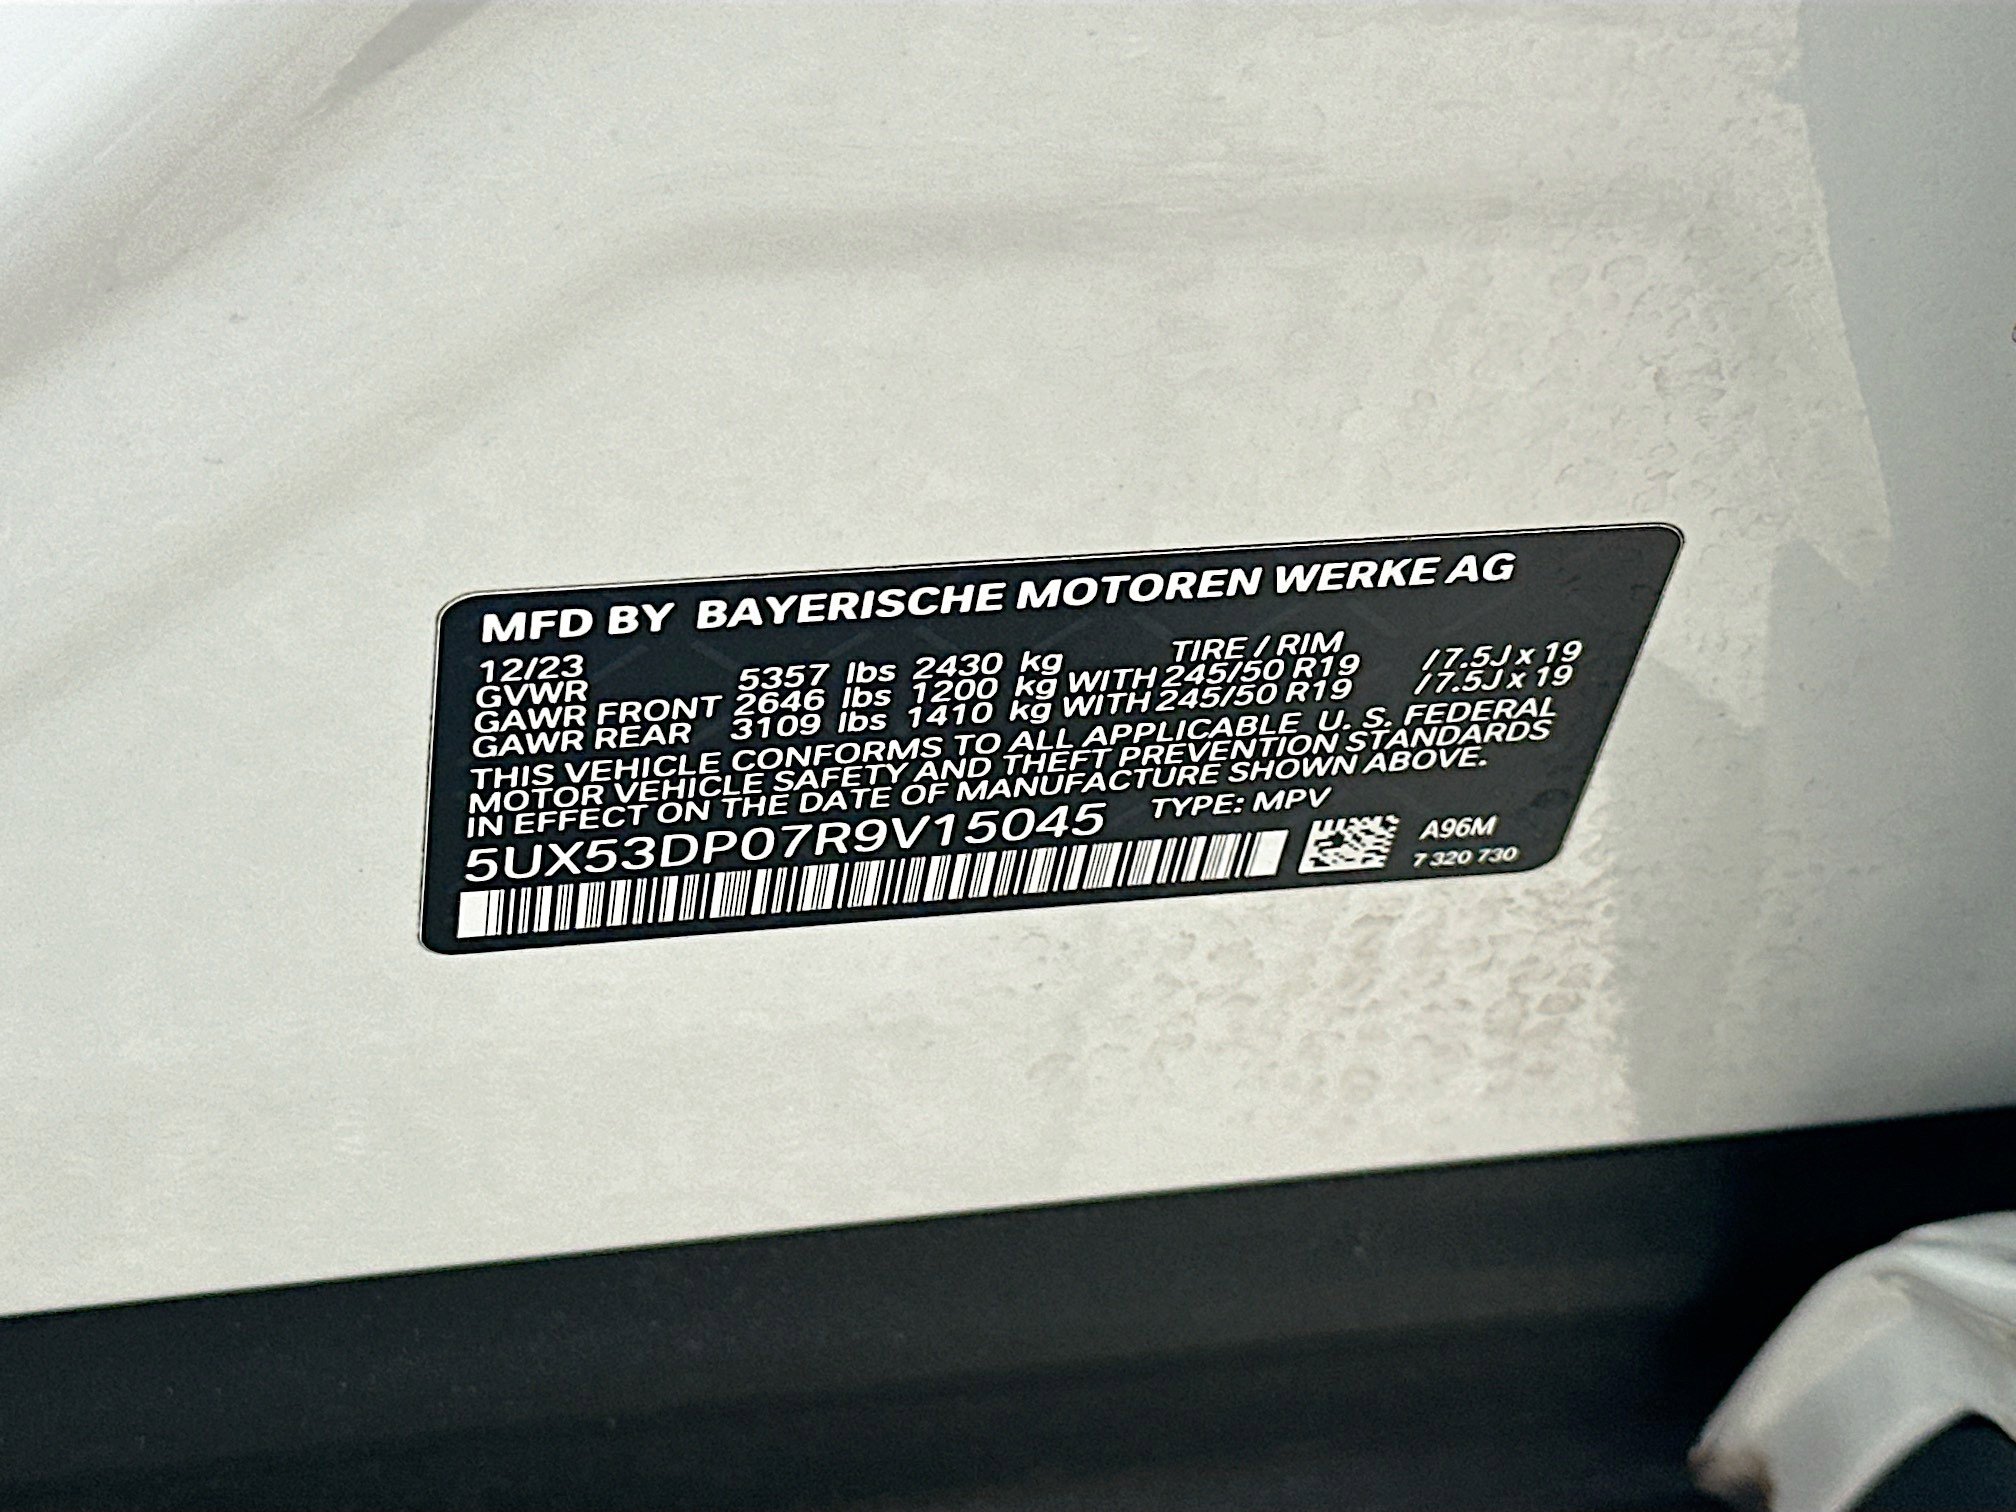 MFD BY BAYERISCHE MOTOREN WERKE AG
12/23 TIRE / RIM
GVWR 5357 lbs 2430 kg
GAWR FRONT 2646 lbs 1200 kg WITH 245/50 R19 / 7.5J x 19
GAWR REAR 3109 lbs 1410 kg WITH 245/50 R19 / 7.5J x 19
THIS VEHICLE CONFORMS TO ALL APPLICABLE U. S. FEDERAL
MOTOR VEHICLE SAFETY AND THEFT PREVENTION STANDARDS
IN EFFECT ON THE DATE OF MANUFACTURE SHOWN ABOVE.
5UX53DP07R9V15045 TYPE: MPV
A96M
7 320 730